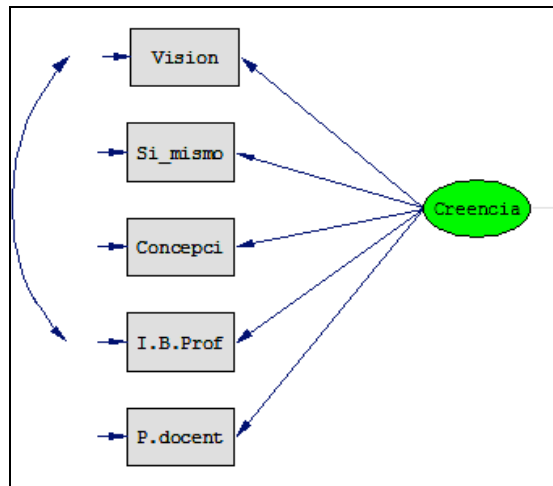 Vision
Si_mismo
Concepci
Creencia
I.B.Prof
P.docent